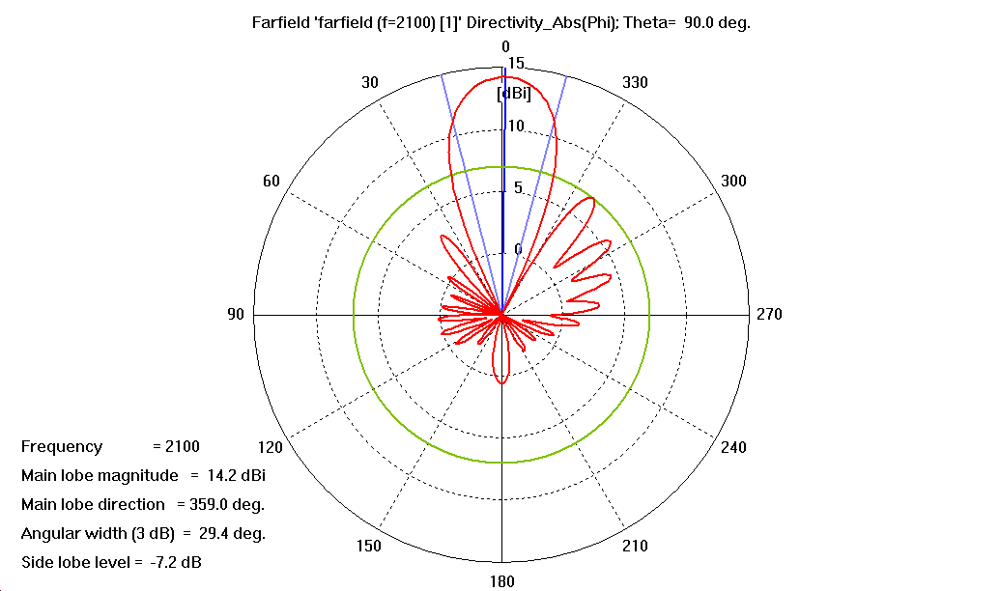 Farfield 'farfield (f=2100) [1]' Directivity_Abs(Phi); Theta= 90.0 deg.
0
15
30
330
[dBi]
10
60
5
300
0
90
270
120
240
150
210
180
Frequency = 2100
Main lobe magnitude = 14.2 dBi
Main lobe direction = 359.0 deg.
Angular width (3 dB) = 29.4 deg.
Side lobe level = -7.2 dB